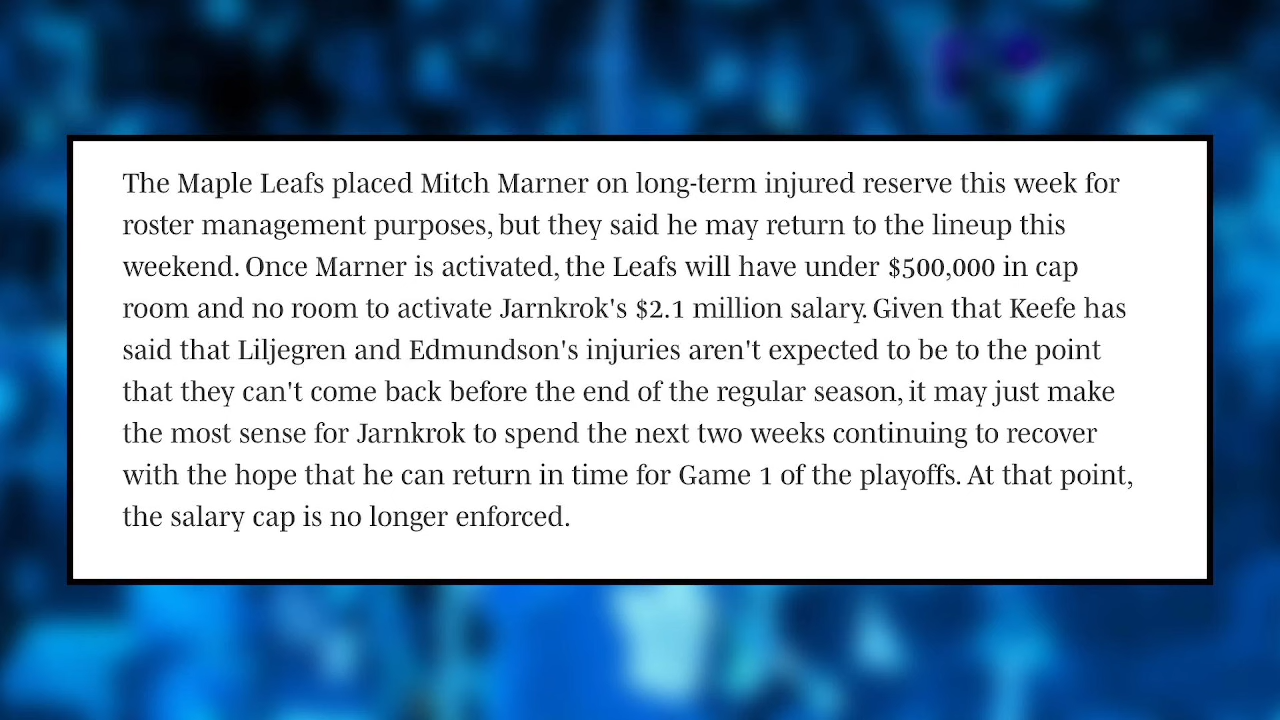 The Maple Leafs placed Mitch Marner on long-term injured reserve this week for
roster management purposes, but they said he may return to the lineup this
weekend. Once Marner is activated, the Leafs will have under $500,000 in cap
room and no room to activate Jarnkrok's $2.1 million salary. Given that Keefe has
said that Liljegren and Edmundson's injuries aren't expected to be to the point
that they can't come back before the end of the regular season, it may just make
the most sense for Jarnkrok to spend the next two weeks continuing to recover
with the hope that he can return in time for Game 1 of the playoffs. At that point,
the salary cap is no longer enforced.